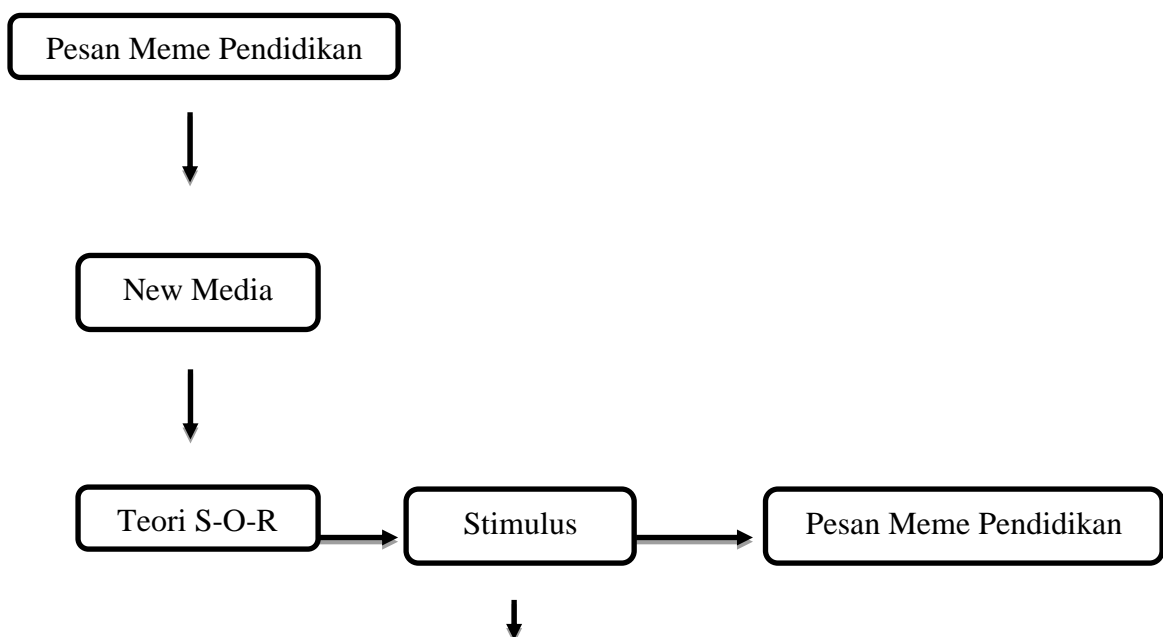 Pesan Meme Pendidikan
New Media
Teori S-O-R
Stimulus
Pesan Meme Pendidikan